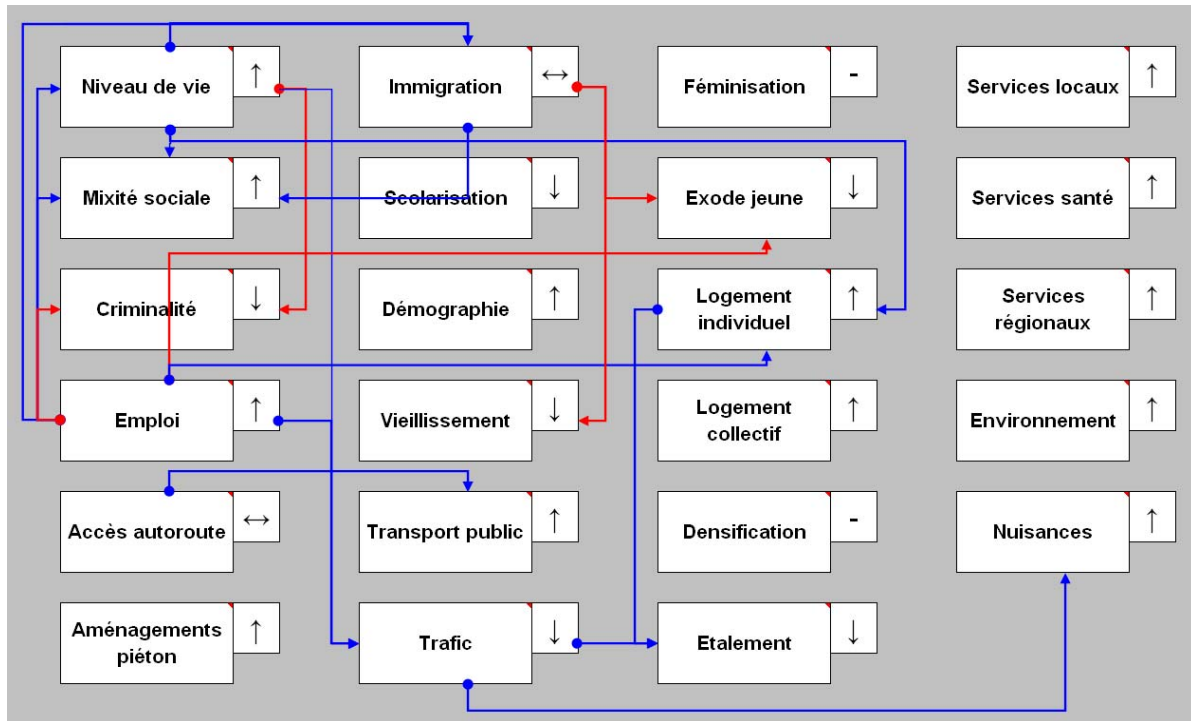 Niveau de vie ↑
Immigration ↔
Féminisation -
Services locaux ↑
Mixité sociale ↑
Scolarisation ↓
Exode jeune ↓
Services santé ↑
Criminalité ↓
Démographie ↑
Logement
individuel ↑
Services
régionaux ↑
Emploi ↑
Vieillissement ↓
Logement
collectif ↑
Environnement ↑
Accès autoroute ↔
Transport public ↑
Densification -
Nuisances ↑
Aménagements
piéton ↑
Trafic ↓
Etalement ↓